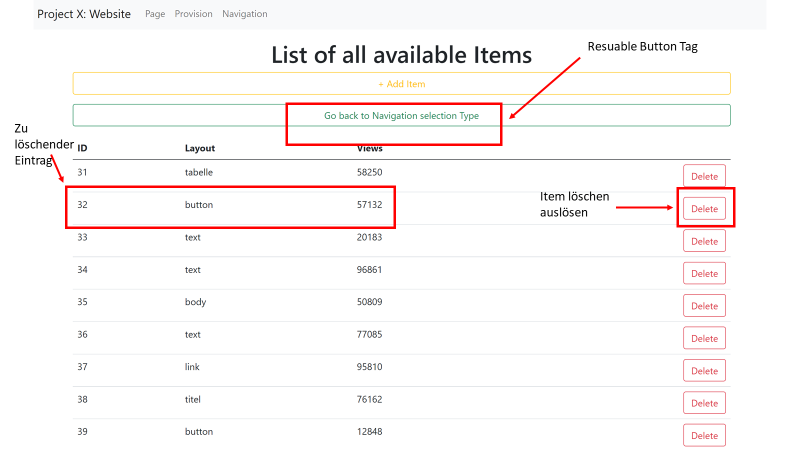 Project X: Website Page Provision Navigation
List of all available Items
Resuable Button Tag
+ Add Item
Go back to Navigation selection Type
Zu
löschender
Eintrag
ID Layout Views
31 tabelle 58250 Delete
32 button 57132 Delete
Item löschen
auslösen
33 text 20183 Delete
34 text 96861 Delete
35 body 50809 Delete
36 text 77085 Delete
37 link 95810 Delete
38 titel 76162 Delete
39 button 12848 Delete